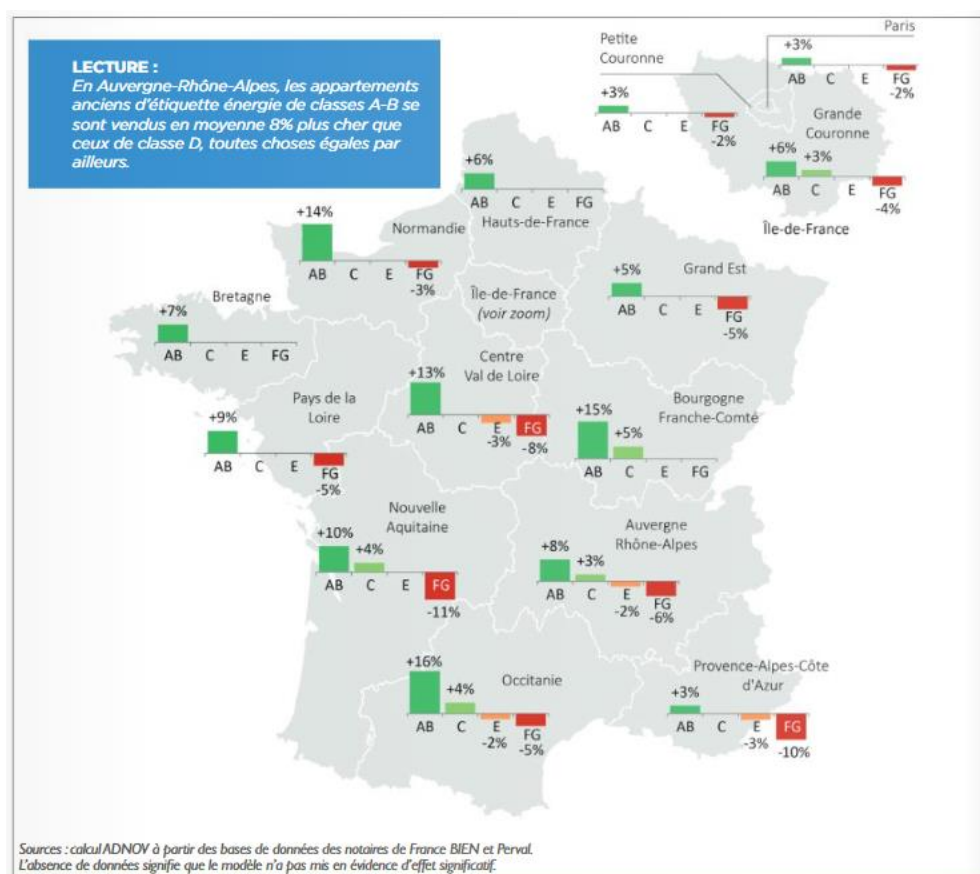 LECTURE :
En Auvergne-Rhône-Alpes, les appartements
anciens d'étiquette énergie de classes A-B se
sont vendus en moyenne 8% plus cher que
ceux de classe D, toutes choses égales par
ailleurs.
Paris
+3%
AB C E FG
-2%
Petite
Couronne
+3%
AB C E FG
-2%
Grande
Couronne
+6% +3%
AB C E FG
-4%
Île-de-France
+6%
AB C E FG
Hauts-de-France
+14%
Normandie
AB C E FG
-3%
Île-de-France
(voir zoom)
+5%
Grand Est
AB C E FG
-5%
Bretagne
+7%
AB C E FG
Centre
Val de Loire
+13%
AB C E FG
-3% -8%
Pays de la
Loire
+9%
AB C E FG
-5%
Bourgogne
Franche-Comté
+15% +5%
AB C E FG
Nouvelle
Aquitaine
+10% +4%
AB C E FG
-11%
Auvergne
Rhône-Alpes
+8% +3%
AB C E FG
-2% -6%
Occitanie
+16% +4%
AB C E FG
-2% -5%
Provence-Alpes-Côte
d'Azur
+3%
AB C E FG
-3% -10%
Sources : calcul ADNOV à partir des bases de données des notaires de France BIEN et Perval.
L'absence de données signifie que le modèle n'a pas mis en évidence d'effet significatif.